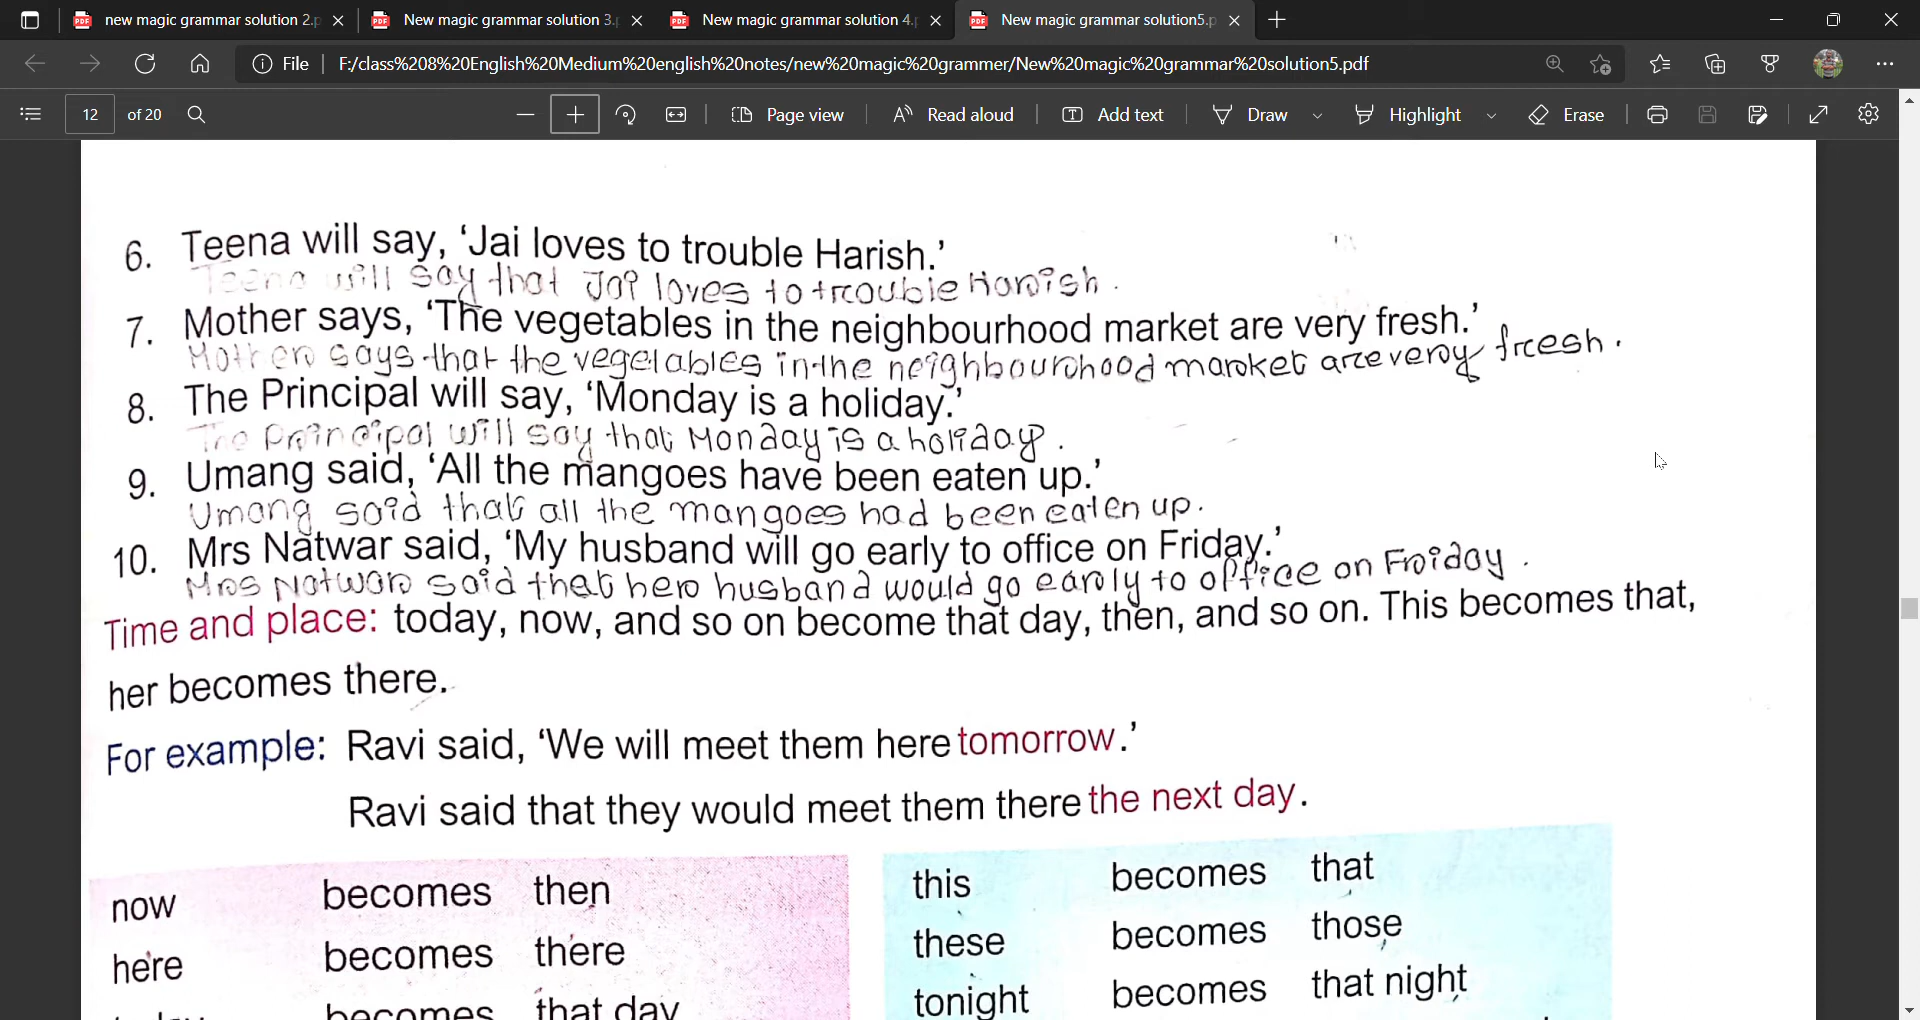 new magic grammar solution 2.p
New magic grammar solution 3.
New magic grammar solution 4.
New magic grammar solution5.p
File
F:/class%208%20English%20Medium%20english%20notes/new%20magic%20grammer/New%20magic%20grammar%20solution5.pdf
12 of 20
Page view
Read aloud
Add text
Draw
Highlight
Erase
6. Teena will say, ‘Jai loves to trouble Harish.’
Teena will say that Jai loves to trouble Harish.
7. Mother says, ‘The vegetables in the neighbourhood market are very fresh.’
Mother says that the vegetables in the neighbourhood market are very fresh.
8. The Principal will say, ‘Monday is a holiday.’
The Principal will say that Monday is a holiday.
9. Umang said, ‘All the mangoes have been eaten up.’
Umang said that all the mangoes had been eaten up.
10. Mrs Natwar said, ‘My husband will go early to office on Friday.’
Mrs Natwar said that her husband would go early to office on Friday.
Time and place: today, now, and so on become that day, then, and so on. This becomes that,
her becomes there.
For example: Ravi said, ‘We will meet them here tomorrow.’
Ravi said that they would meet them there the next day.
now becomes then
here becomes there
today becomes that day
this becomes that
these becomes those
tonight becomes that night